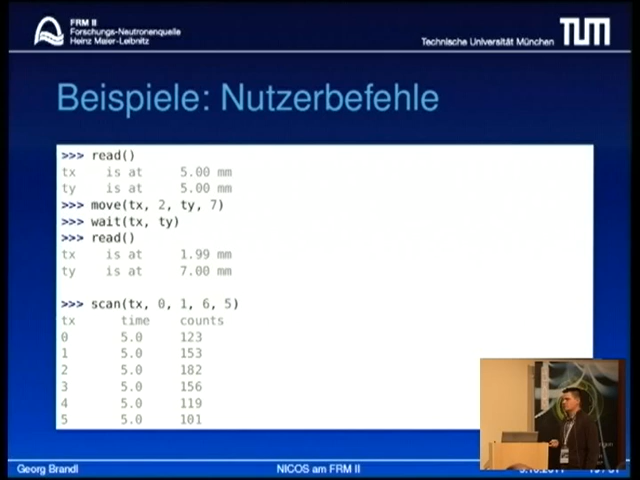 FRM II
Forschungs-Neutronenquelle
Heinz Maier-Leibnitz
Technische Universität München
TUM
Beispiele: Nutzerbefehle
>>> read()
tx is at 5.00 mm
ty is at 5.00 mm
>>> move(tx, 2, ty, 7)
>>> wait(tx, ty)
>>> read()
tx is at 1.99 mm
ty is at 7.00 mm
>>> scan(tx, 0, 1, 6, 5)
tx time counts
0 5.0 123
1 5.0 153
2 5.0 182
3 5.0 156
4 5.0 119
5 5.0 101
Georg Brandl
NICOS am FRM II